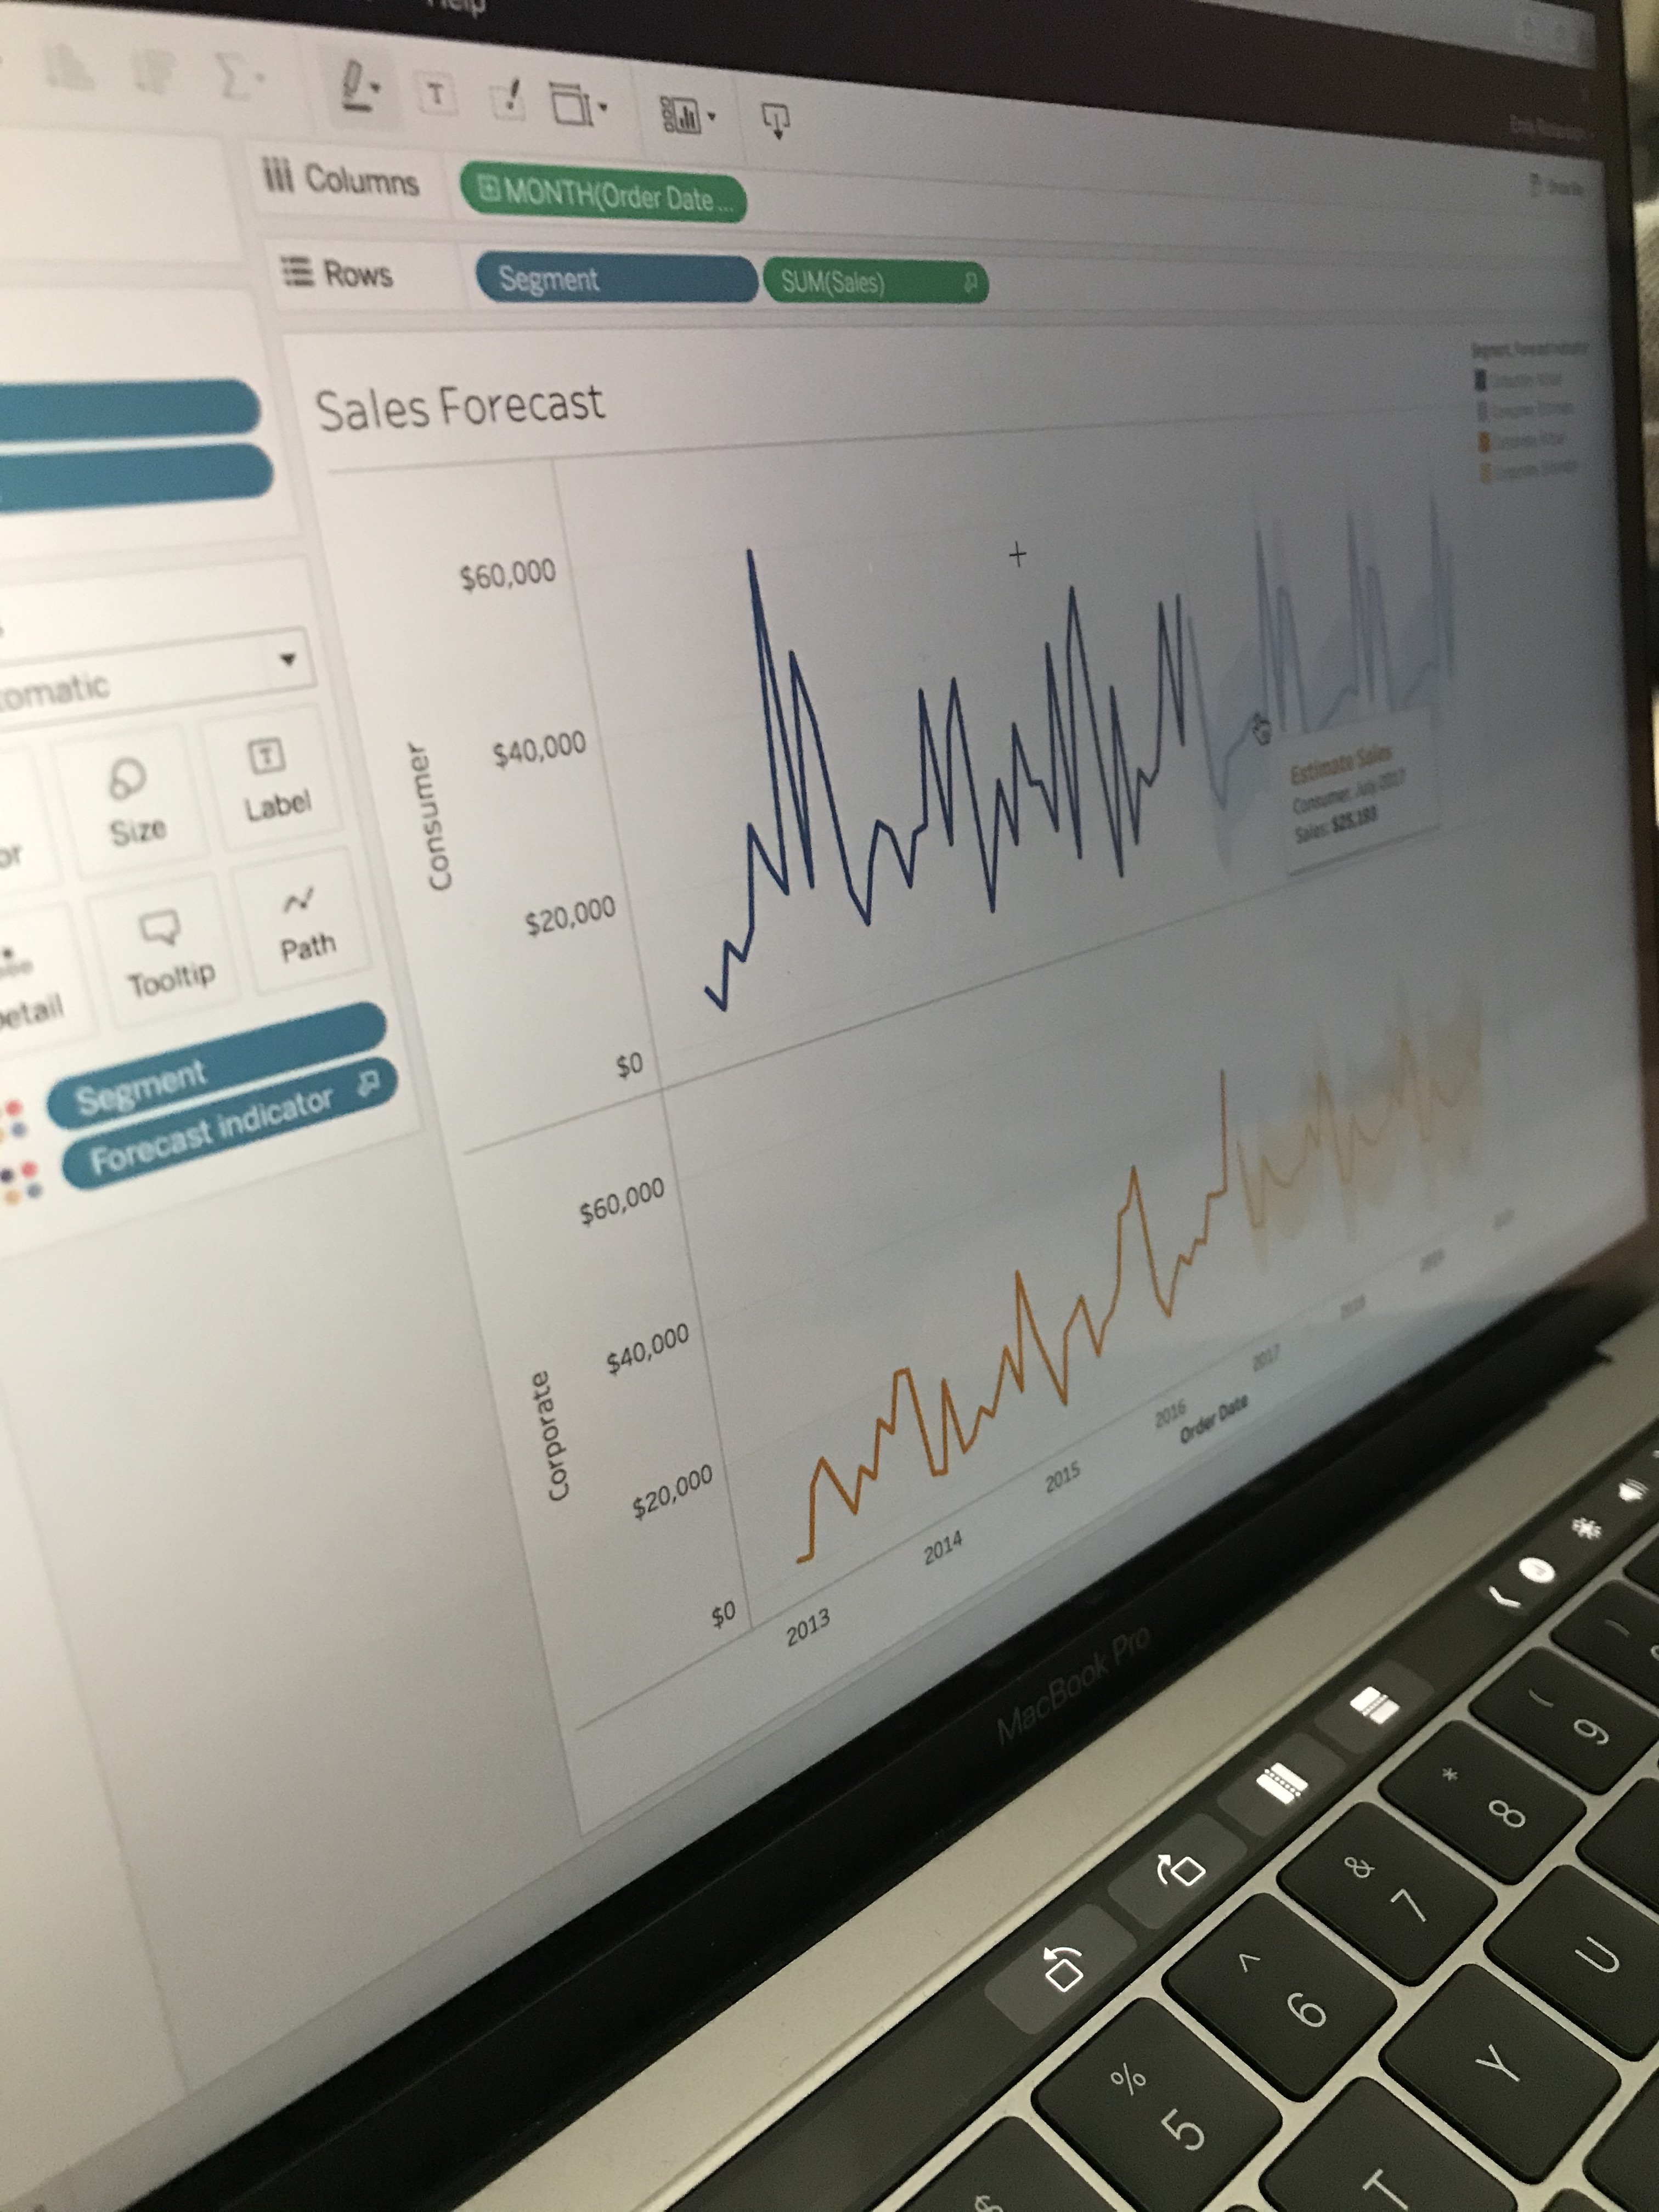 Help
Columns
MONTH(Order Date ...
Rows
Segment
SUM(Sales)
Sales Forecast
$60,000
$40,000
$20,000
$0
Consumer
Estimate Sales
Consumer, July 2017
Sales: $25,193
omatic
Size
Label
Tooltip
Path
etail
Segment
Forecast indicator
$60,000
$40,000
$20,000
$0
Corporate
2013
2014
2015
2016
2017
Order Date
MacBook Pro
( 9
* 8
& 7
^ 6
% 5
$
U
Y
T